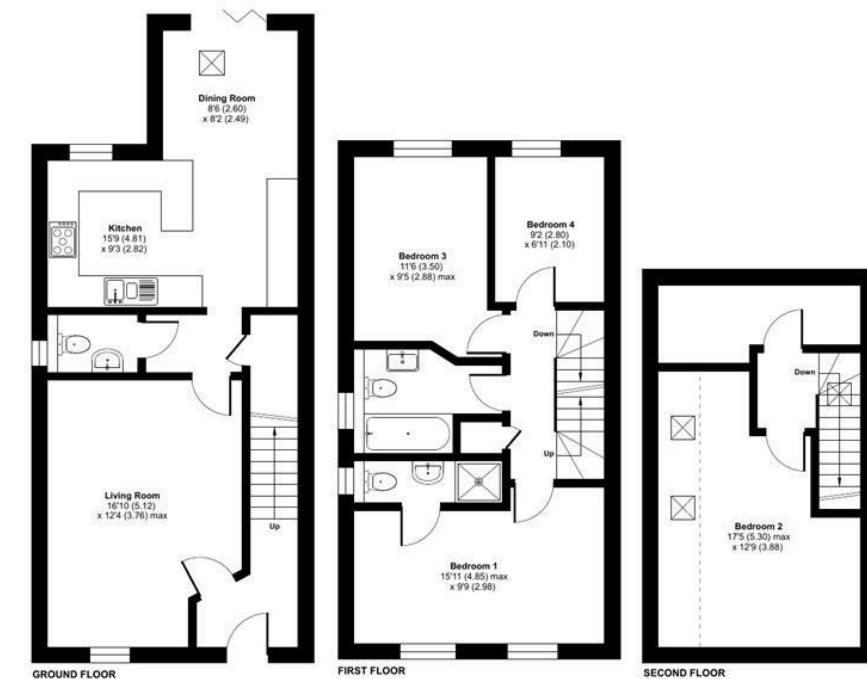 Dining Room
8'6 (2.60)
x 8'2 (2.49)
Kitchen
15'9 (4.81)
x 9'3 (2.82)
Living Room
16'10 (5.12)
x 12'4 (3.76) max
Up
GROUND FLOOR
Bedroom 3
11'6 (3.50)
x 9'5 (2.88) max
Bedroom 4
9'2 (2.80)
x 6'11 (2.10)
Down
Up
Bedroom 1
15'11 (4.85) max
x 9'9 (2.98)
FIRST FLOOR
Down
Bedroom 2
17'5 (5.30) max
x 12'9 (3.88)
SECOND FLOOR